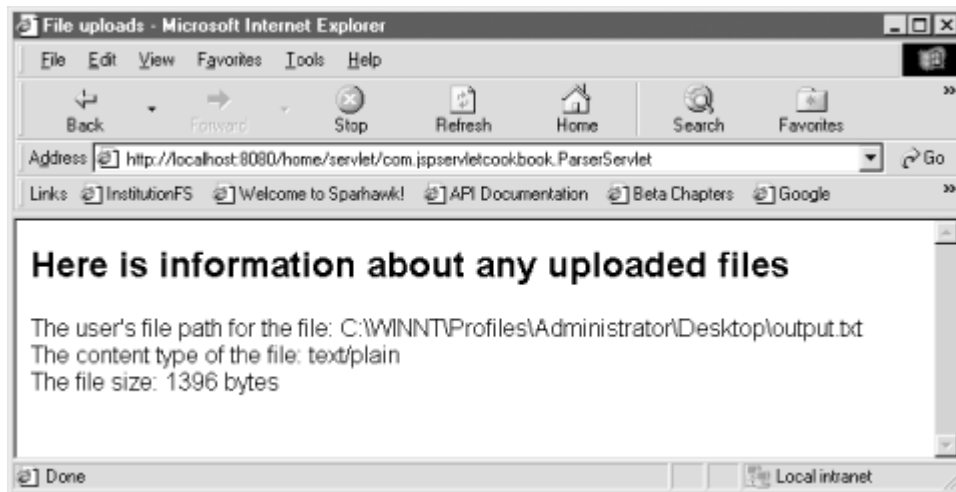 File uploads - Microsoft Internet Explorer
File Edit View Favorites Tools Help
Back Forward Stop Refresh Home Search Favorites »
Address http://localhost:8080/home/servlet/com.jspservletcookbook.ParserServlet Go
Links InstitutionFS Welcome to Sparhawk! API Documentation Beta Chapters Google »
Here is information about any uploaded files
The user's file path for the file: C:\WINNT\Profiles\Administrator\Desktop\output.txt
The content type of the file: text/plain
The file size: 1396 bytes
Done Local intranet